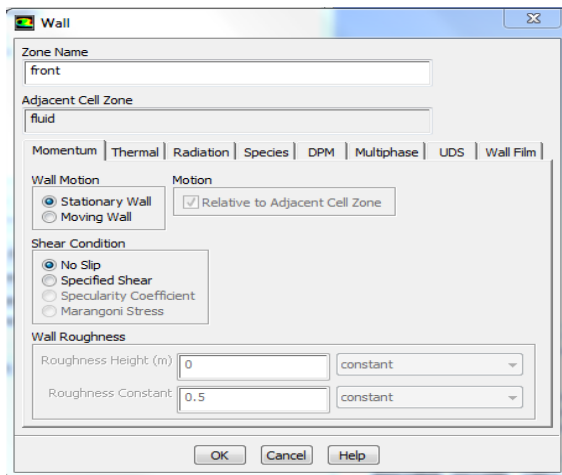 Wall
Zone Name
front
Adjacent Cell Zone
fluid
Momentum Thermal Radiation Species DPM Multiphase UDS Wall Film
Wall Motion Motion
Stationary Wall Relative to Adjacent Cell Zone
Moving Wall
Shear Condition
No Slip
Specified Shear
Specularity Coefficient
Marangoni Stress
Wall Roughness
Roughness Height (m) 0 constant
Roughness Constant 0.5 constant
OK Cancel Help